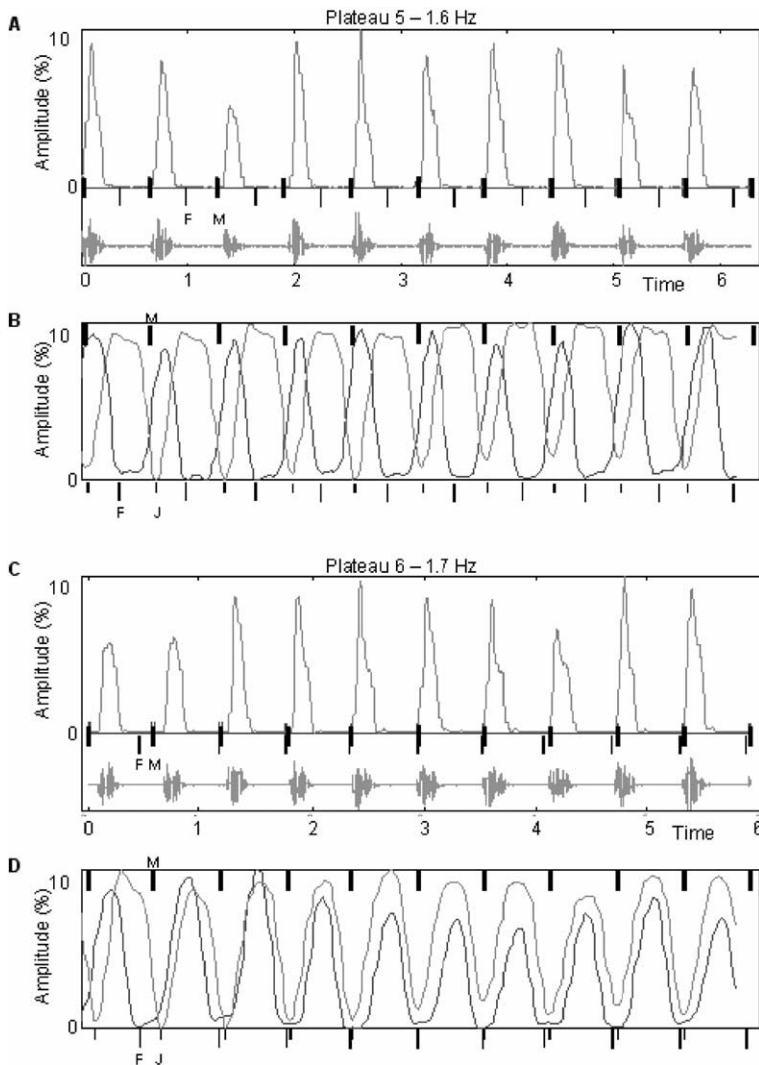 A
Plateau 5 – 1.6 Hz
10
Amplitude (%)
0
F M
0 1 2 3 4 5 6
Time
B
M
10
Amplitude (%)
0
F J
C
Plateau 6 – 1.7 Hz
10
Amplitude (%)
0
F M
0 1 2 3 4 5 6
Time
D
M
10
Amplitude (%)
0
F J